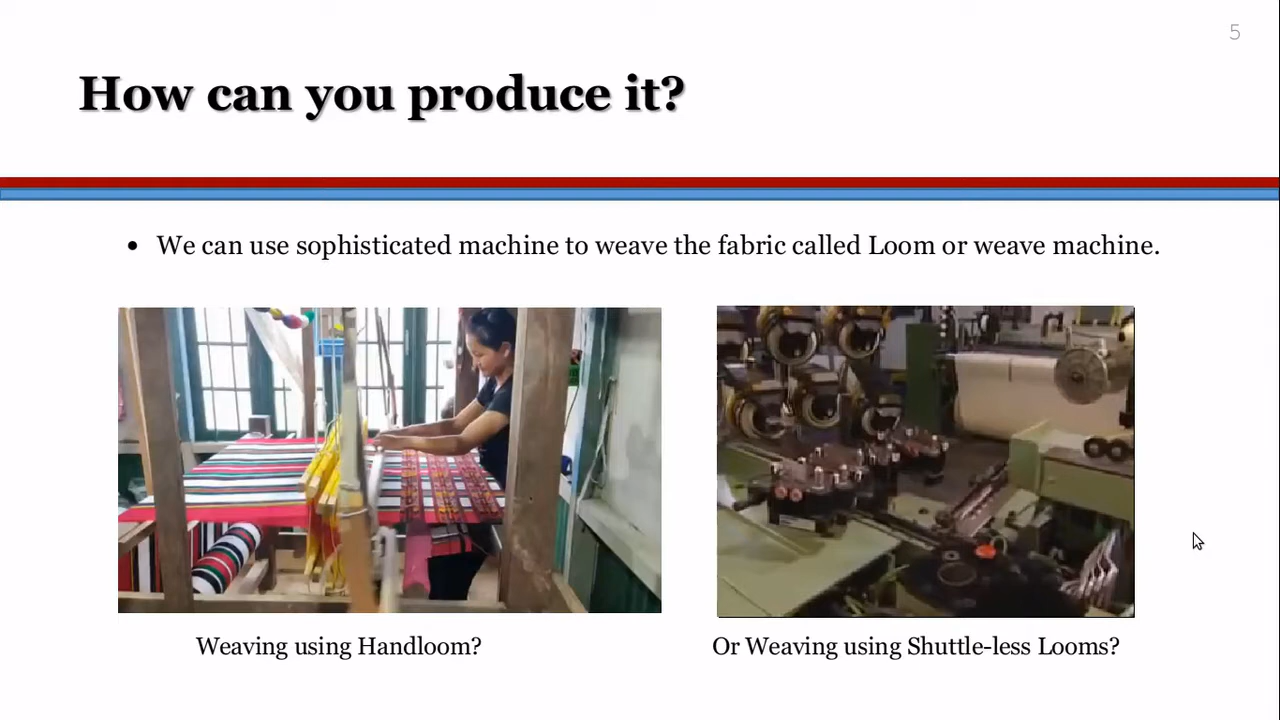 5
How can you produce it?
• We can use sophisticated machine to weave the fabric called Loom or weave machine.
Weaving using Handloom?
Or Weaving using Shuttle-less Looms?